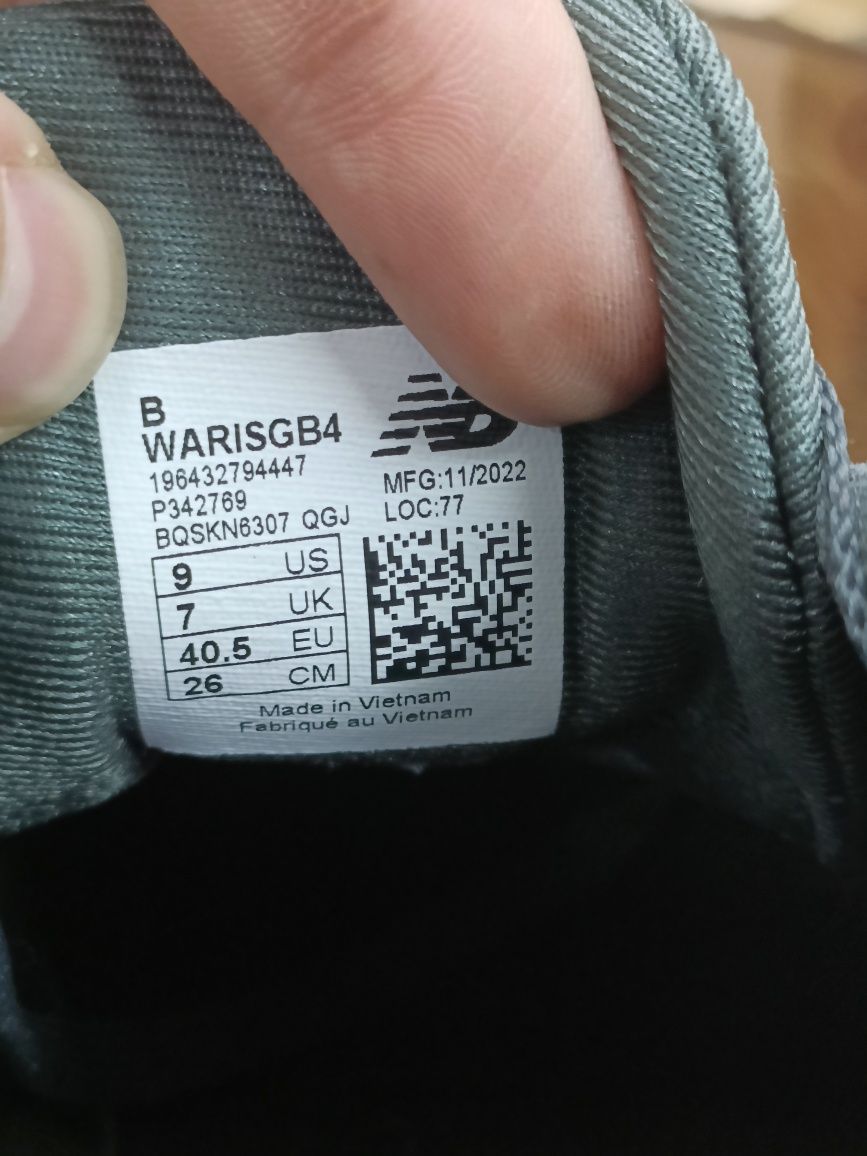 B
WARISGB4
196432794447
P342769
BQSKN6307 QGJ
NB
MFG:11/2022
LOC:77
9 US
7 UK
40.5 EU
26 CM
Made in Vietnam
Fabriqué au Vietnam